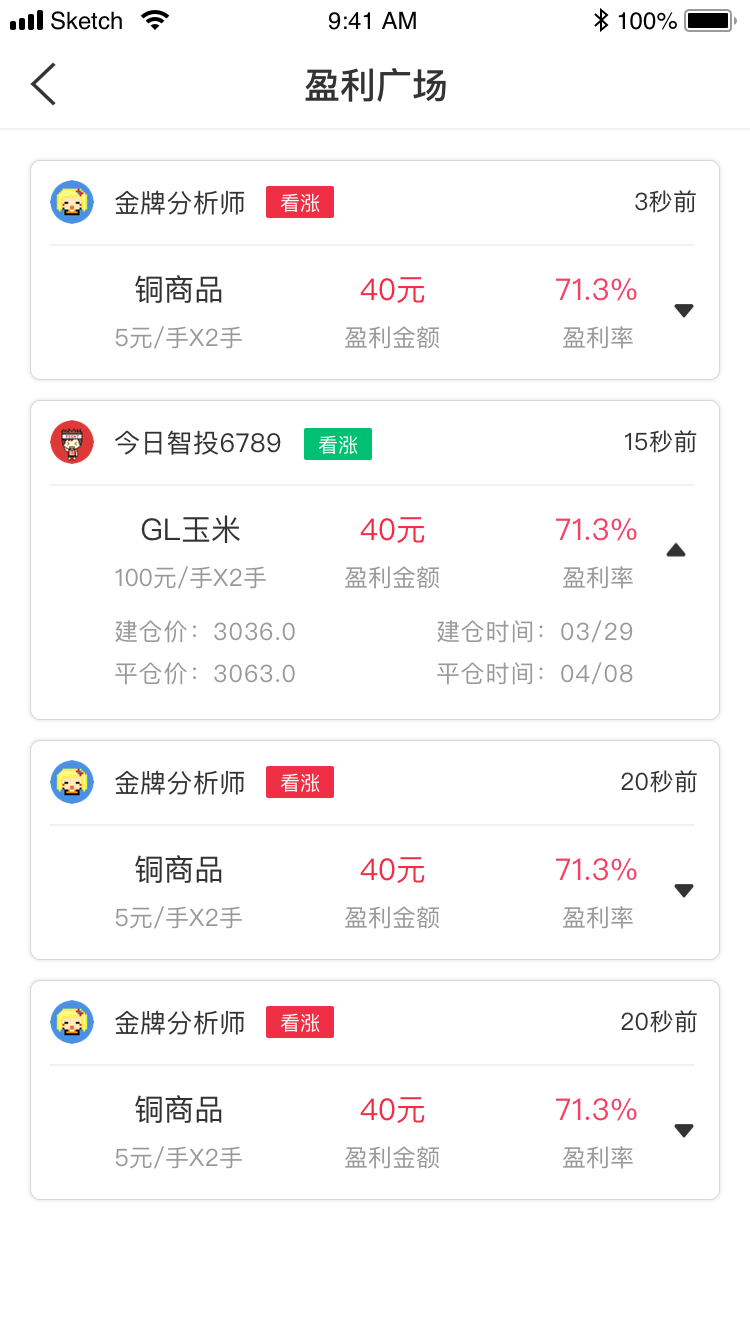 Sketch 9:41 AM 100%
盈利广场
金牌分析师 看涨 3秒前
铜商品 40元 71.3%
5元/手X2手 盈利金额 盈利率
今日智投6789 看涨 15秒前
GL玉米 40元 71.3%
100元/手X2手 盈利金额 盈利率
建仓价：3036.0 建仓时间：03/29
平仓价：3063.0 平仓时间：04/08
金牌分析师 看涨 20秒前
铜商品 40元 71.3%
5元/手X2手 盈利金额 盈利率
金牌分析师 看涨 20秒前
铜商品 40元 71.3%
5元/手X2手 盈利金额 盈利率